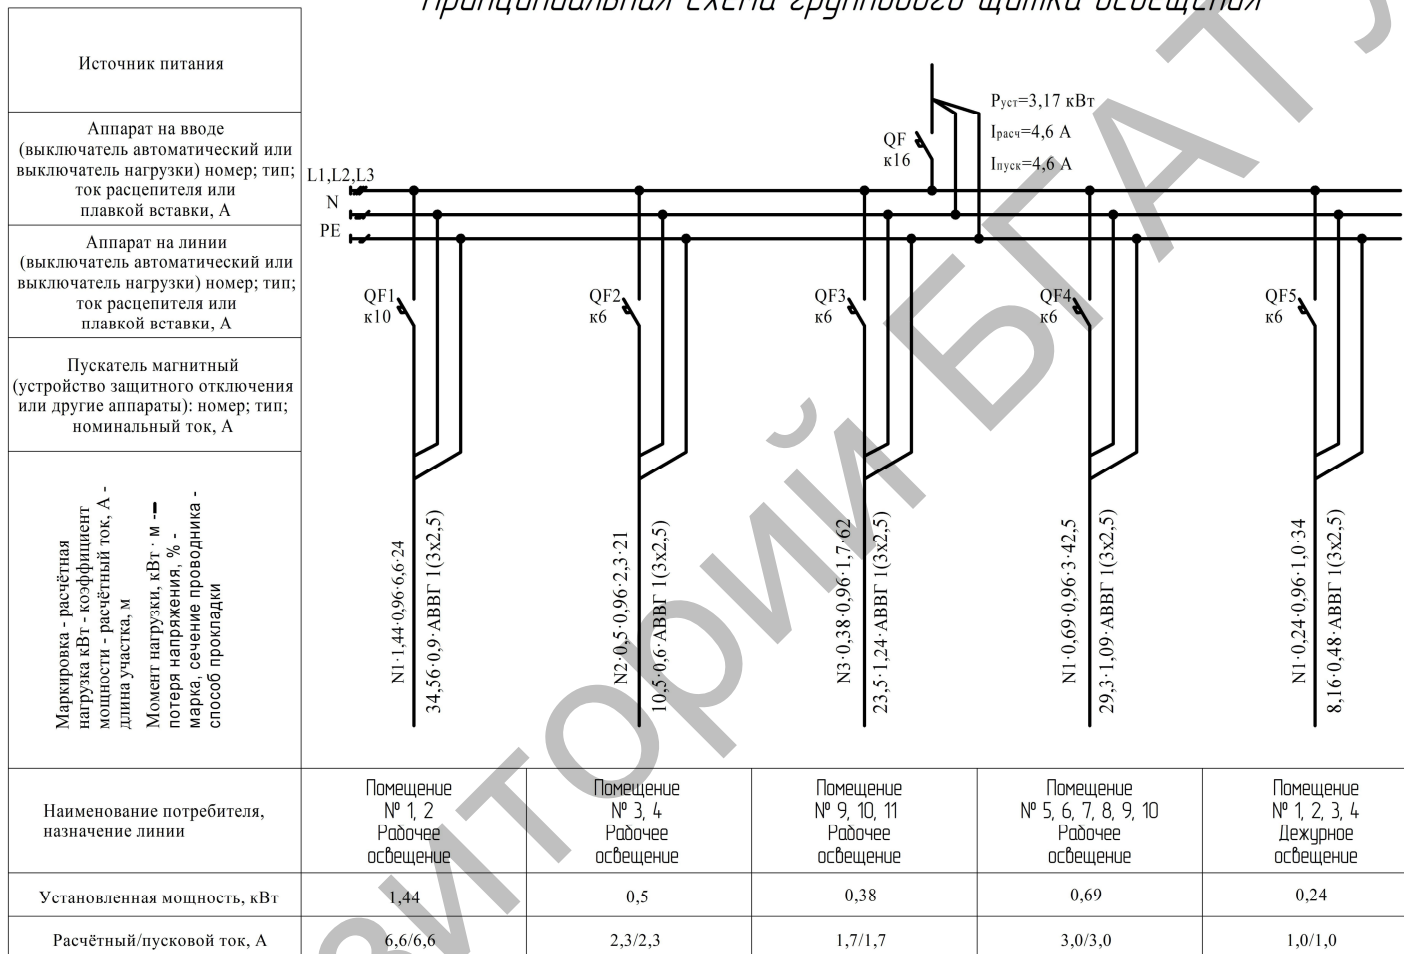 Принципиальная схема группового щитка освещения
Источник питания
Аппарат на вводе
(выключатель автоматический или
выключатель нагрузки) номер; тип;
ток расцепителя или
плавкой вставки, А
Аппарат на линии
(выключатель автоматический или
выключатель нагрузки) номер; тип;
ток расцепителя или
плавкой вставки, А
Пускатель магнитный
(устройство защитного отключения
или другие аппараты): номер; тип;
номинальный ток, А
Маркировка - расчётная
нагрузка кВт - коэффициент
мощности - расчётный ток, А -
длина участка, м
Момент нагрузки, кВт · м -
потеря напряжения, % -
марка, сечение проводника -
способ прокладки
QF
к16
Pуст=3,17 кВт
Iрасч=4,6 А
Iпуск=4,6 А
L1,L2,L3
N
PE
QF1
к10
QF2
к6
QF3
к6
QF4
к6
QF5
к6
N1·1,44·0,96·6,6·24
34,56·0,9·АВВГ 1(3х2,5)
N2·0,5·0,96·2,3·21
10,5·0,6·АВВГ 1(3х2,5)
N3·0,38·0,96·1,7·62
23,5·1,24·АВВГ 1(3х2,5)
N1·0,69·0,96·3·42,5
29,3·1,09·АВВГ 1(3х2,5)
N1·0,24·0,96·1,0·34
8,16·0,48·АВВГ 1(3х2,5)
Наименование потребителя,
назначение линии
Помещение
№ 1, 2
Рабочее
освещение
Помещение
№ 3, 4
Рабочее
освещение
Помещение
№ 9, 10, 11
Рабочее
освещение
Помещение
№ 5, 6, 7, 8, 9, 10
Рабочее
освещение
Помещение
№ 1, 2, 3, 4
Дежурное
освещение
Установленная мощность, кВт
1,44
0,5
0,38
0,69
0,24
Расчётный/пусковой ток, А
6,6/6,6
2,3/2,3
1,7/1,7
3,0/3,0
1,0/1,0
БГАТУ